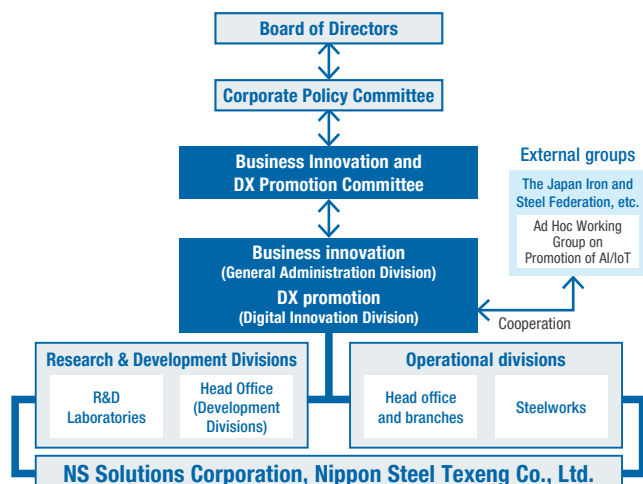 Board of Directors
Corporate Policy Committee
Business Innovation and
DX Promotion Committee
External groups
The Japan Iron and
Steel Federation, etc.
Ad Hoc Working
Group on
Promotion of AI/IoT
Business innovation
(General Administration Division)
DX promotion
(Digital Innovation Division)
Cooperation
Research & Development Divisions
R&D
Laboratories
Head Office
(Development
Divisions)
Operational divisions
Head office
and branches
Steelworks
NS Solutions Corporation, Nippon Steel Texeng Co., Ltd.